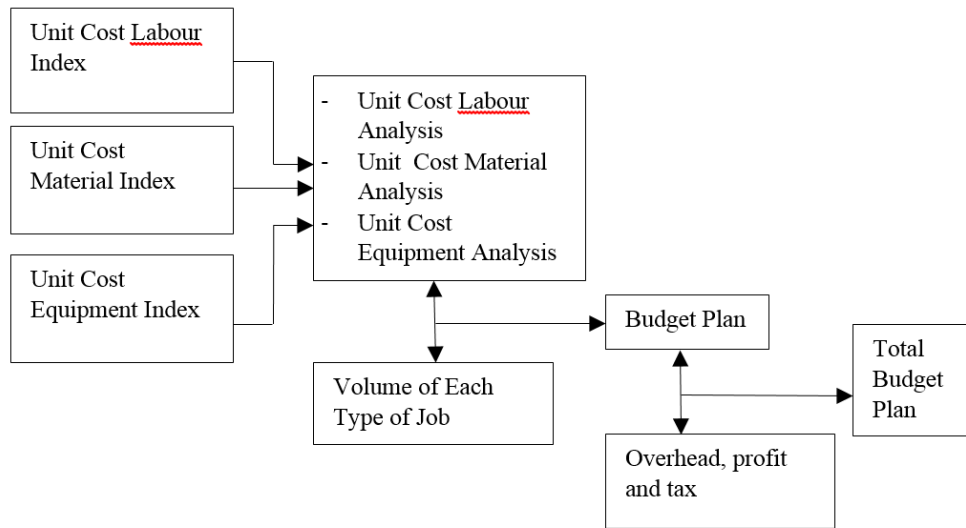 Unit Cost Labour
Index
Unit Cost
Material Index
Unit Cost
Equipment Index
- Unit Cost Labour
Analysis
- Unit Cost Material
Analysis
- Unit Cost
Equipment Analysis
Volume of Each
Type of Job
Budget Plan
Overhead, profit
and tax
Total
Budget
Plan